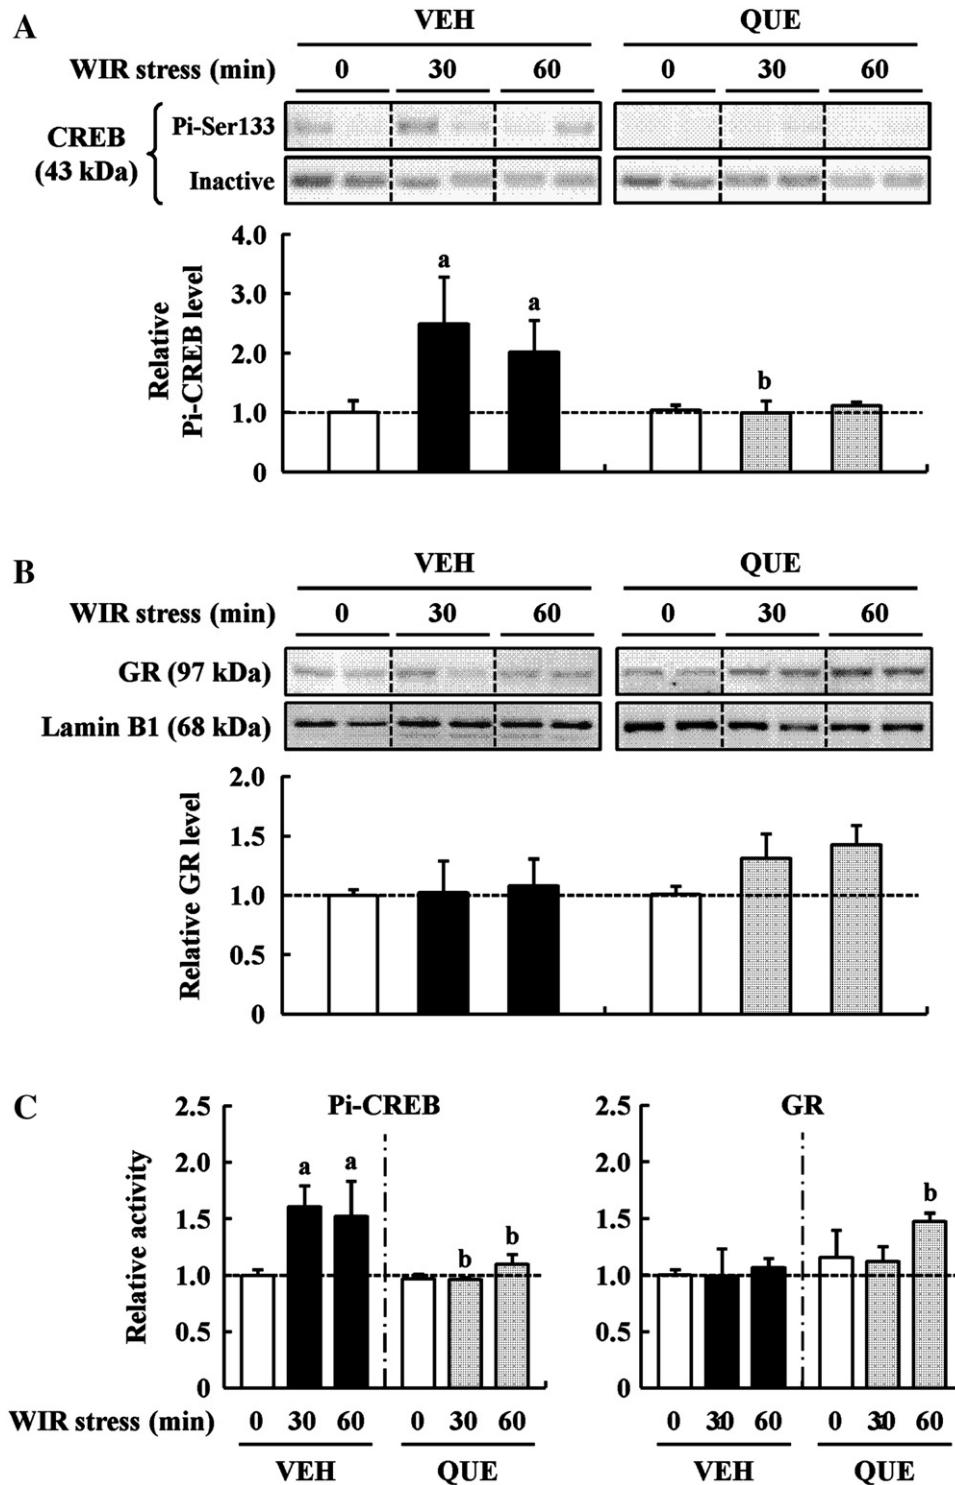 A
VEH QUE
WIR stress (min) 0 30 60 0 30 60
CREB
(43 kDa)
Pi-Ser133
Inactive
Relative
Pi-CREB level
4.0
3.0
2.0
1.0
0
a
a
b
B
VEH QUE
WIR stress (min) 0 30 60 0 30 60
GR (97 kDa)
Lamin B1 (68 kDa)
Relative GR level
2.0
1.5
1.0
0.5
0
C
Pi-CREB
Relative activity
2.5
2.0
1.5
1.0
0.5
0
a a
b b
WIR stress (min) 0 30 60 0 30 60
VEH QUE
GR
2.5
2.0
1.5
1.0
0.5
0
b
0 30 60 0 30 60
VEH QUE